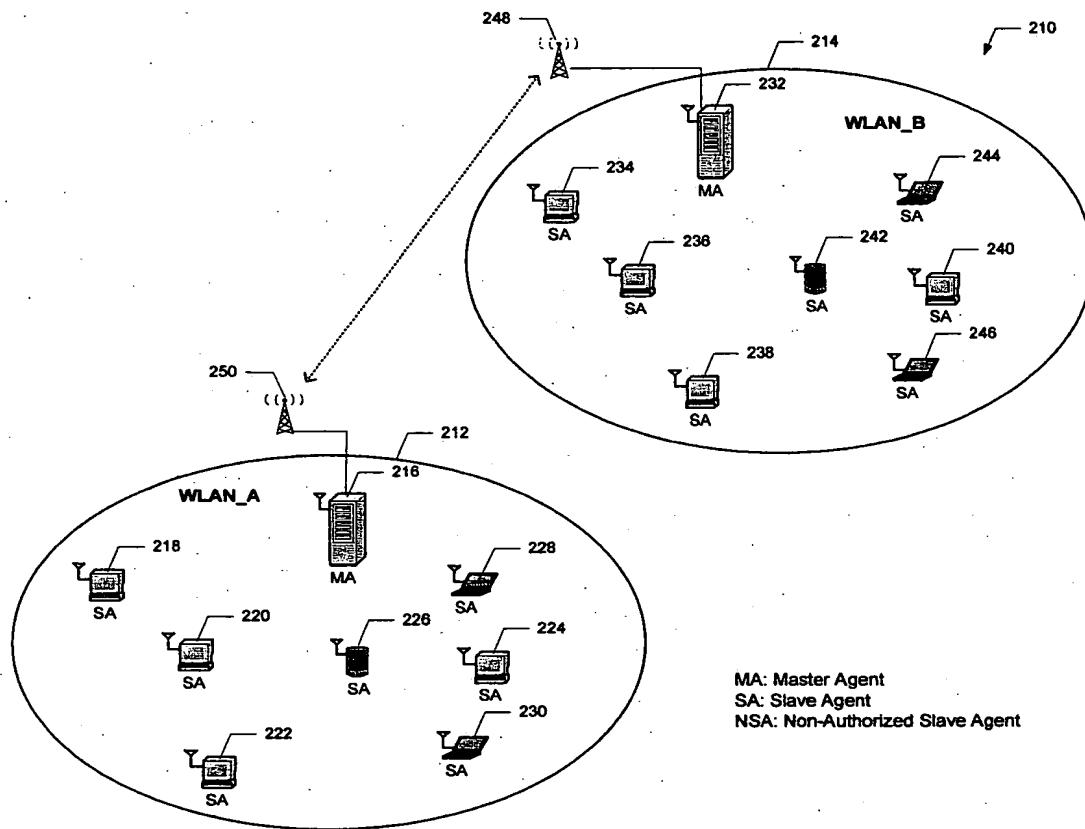 248
214
210
232
WLAN_B
234
244
MA
SA
SA
236
242
240
SA
SA
SA
238
246
250
SA
SA
212
216
WLAN_A
218
228
MA
SA
SA
220
226
224
SA
SA
SA
MA: Master Agent
SA: Slave Agent
NSA: Non-Authorized Slave Agent
222
230
SA
SA